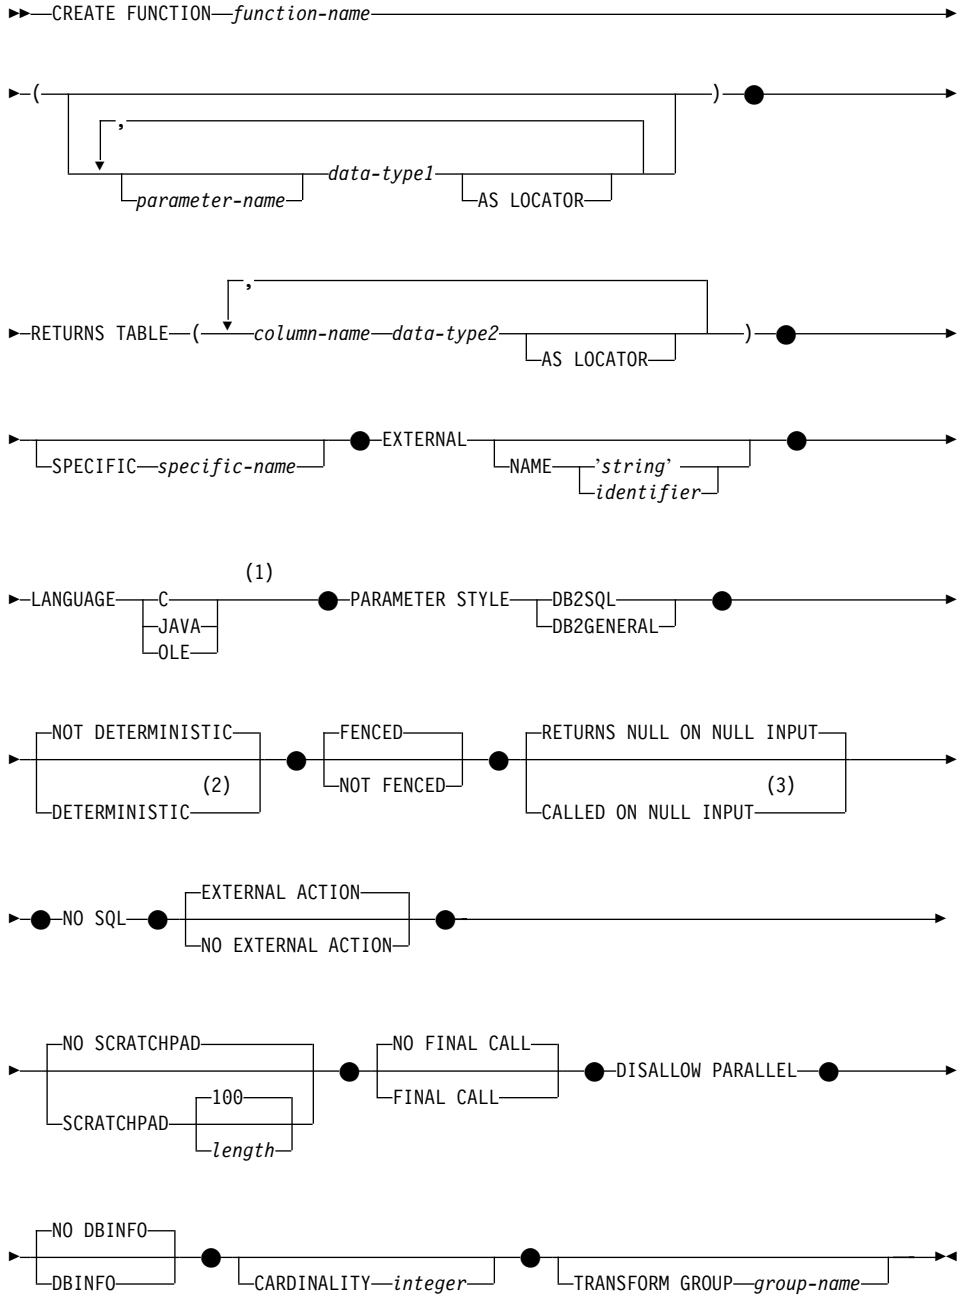 CREATE FUNCTION function-name
( ) 
,
data-type1
parameter-name AS LOCATOR
,
RETURNS TABLE ( column-name data-type2 )
AS LOCATOR
EXTERNAL
SPECIFIC specific-name NAME 'string'
identifier
(1)
LANGUAGE C PARAMETER STYLE DB2SQL
JAVA DB2GENERAL
OLE
NOT DETERMINISTIC FENCED RETURNS NULL ON NULL INPUT
(2) NOT FENCED (3)
DETERMINISTIC CALLED ON NULL INPUT
EXTERNAL ACTION
NO SQL
NO EXTERNAL ACTION
NO SCRATCHPAD NO FINAL CALL
DISALLOW PARALLEL
100 FINAL CALL
SCRATCHPAD
length
NO DBINFO
DBINFO CARDINALITY integer TRANSFORM GROUP group-name